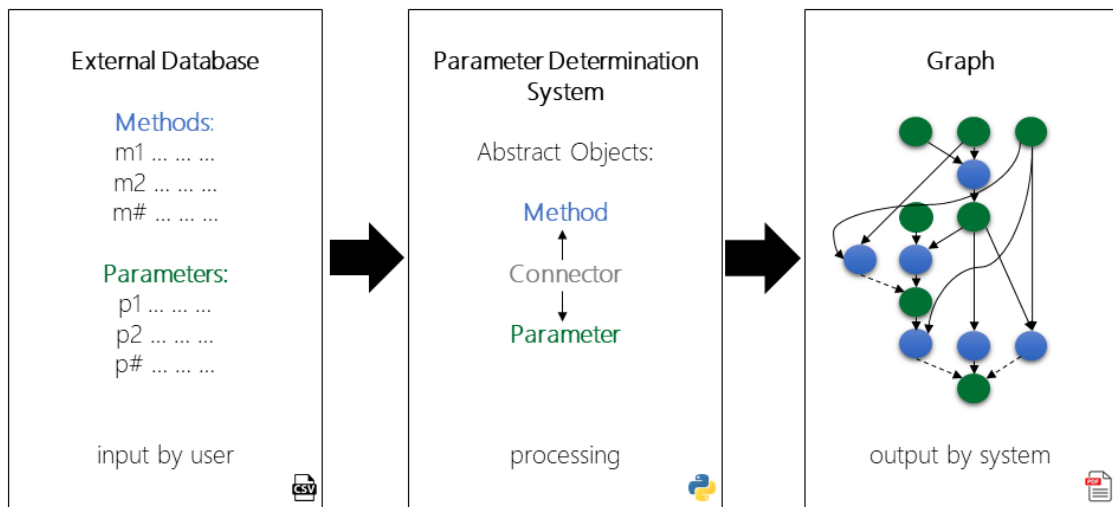 External Database
Methods:
m1 ... ... ...
m2 ... ... ...
m# ... ... ...
Parameters:
p1 ... ... ...
p2 ... ... ...
p# ... ... ...
input by user
CSV
Parameter Determination
System
Abstract Objects:
Method
Connector
Parameter
processing
Graph
output by system
PDF